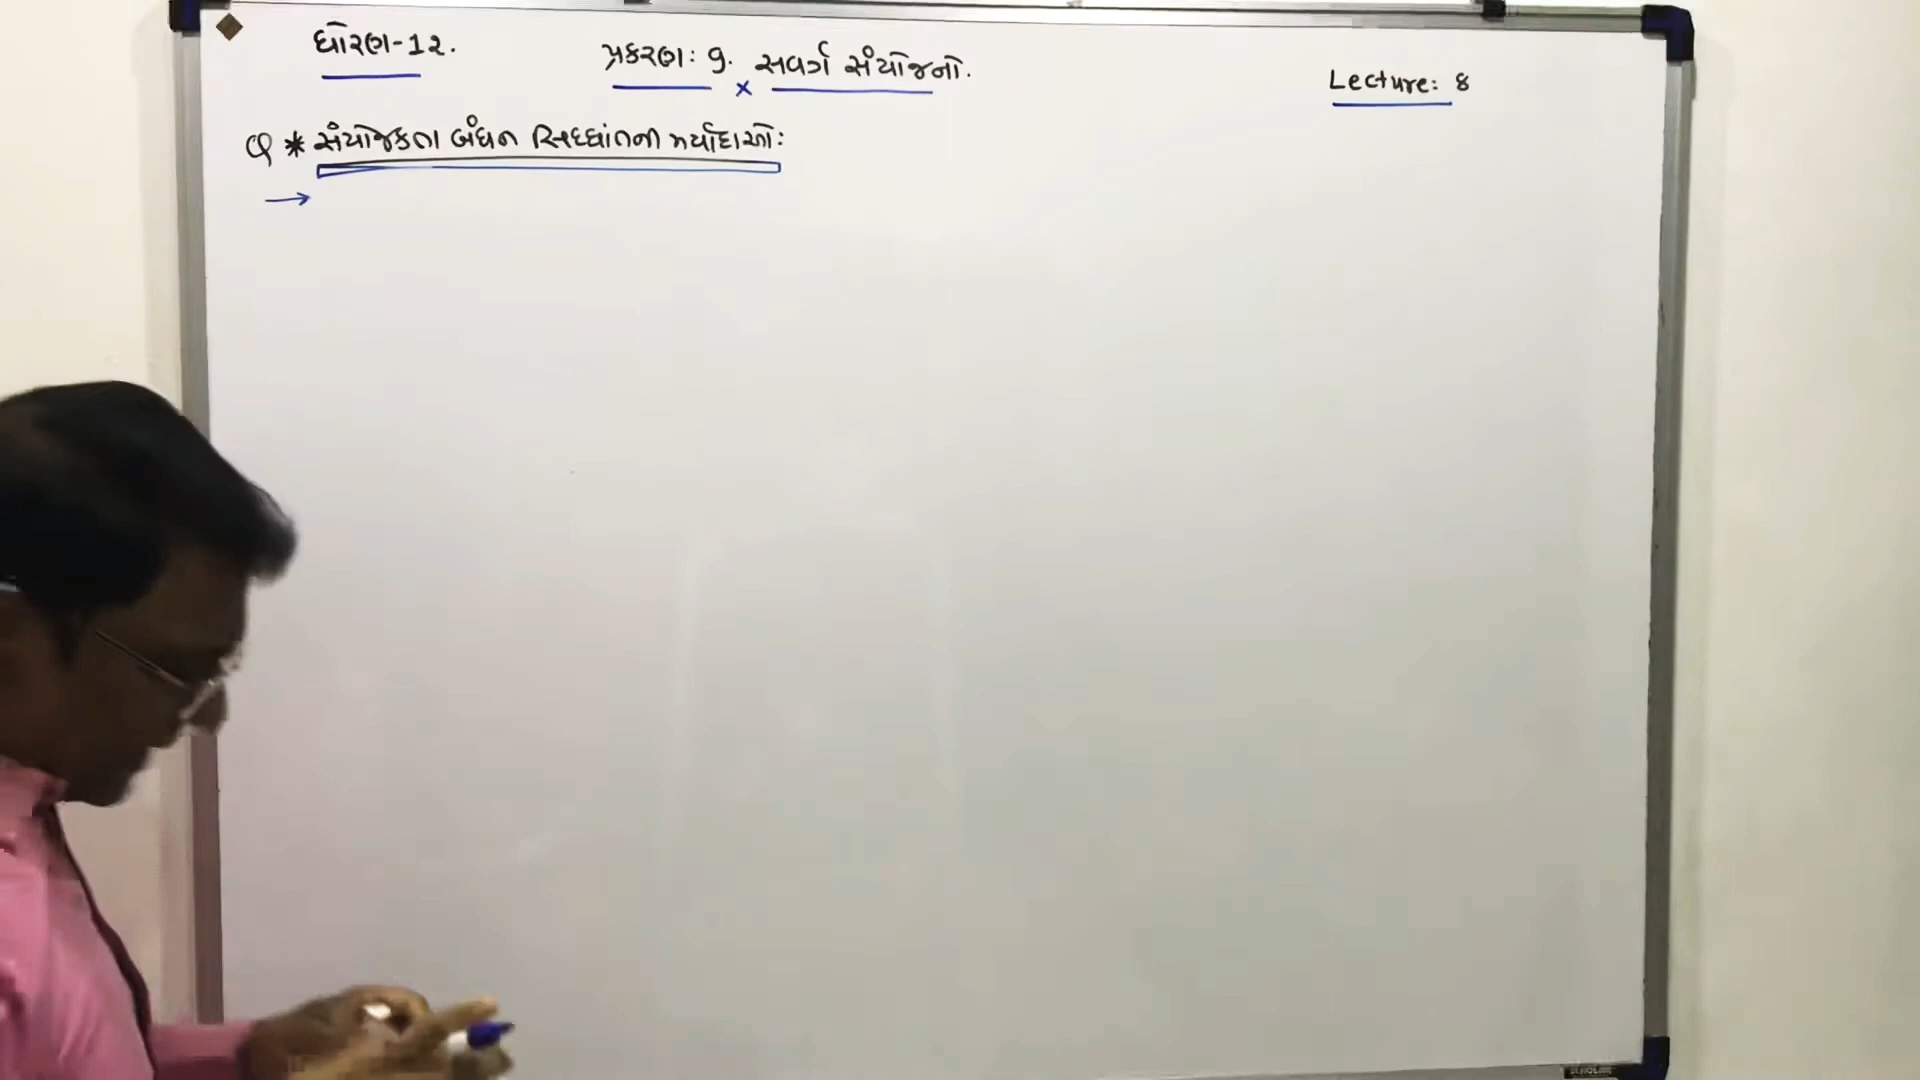 ધોરણ-12.
પ્રકરણ: 9. સવર્ગ સંયોજનો.
Lecture: 8
Q * સંયોજકતા બંધન સિધ્ધાંતની મર્યાદાઓ:
→